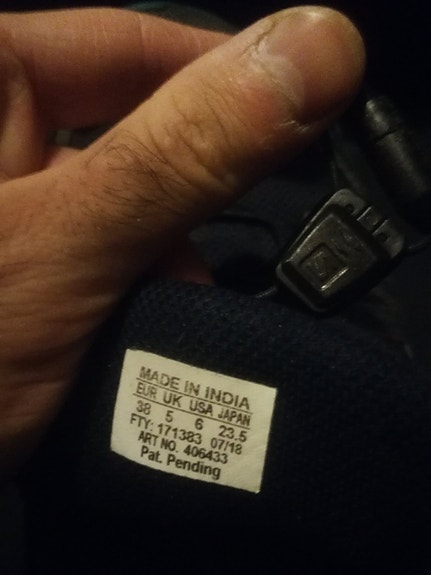 MADE IN INDIA
EUR UK USA JAPAN
38 5 6 23.5
FTY: 171383 07/18
ART NO. 406433
Pat. Pending